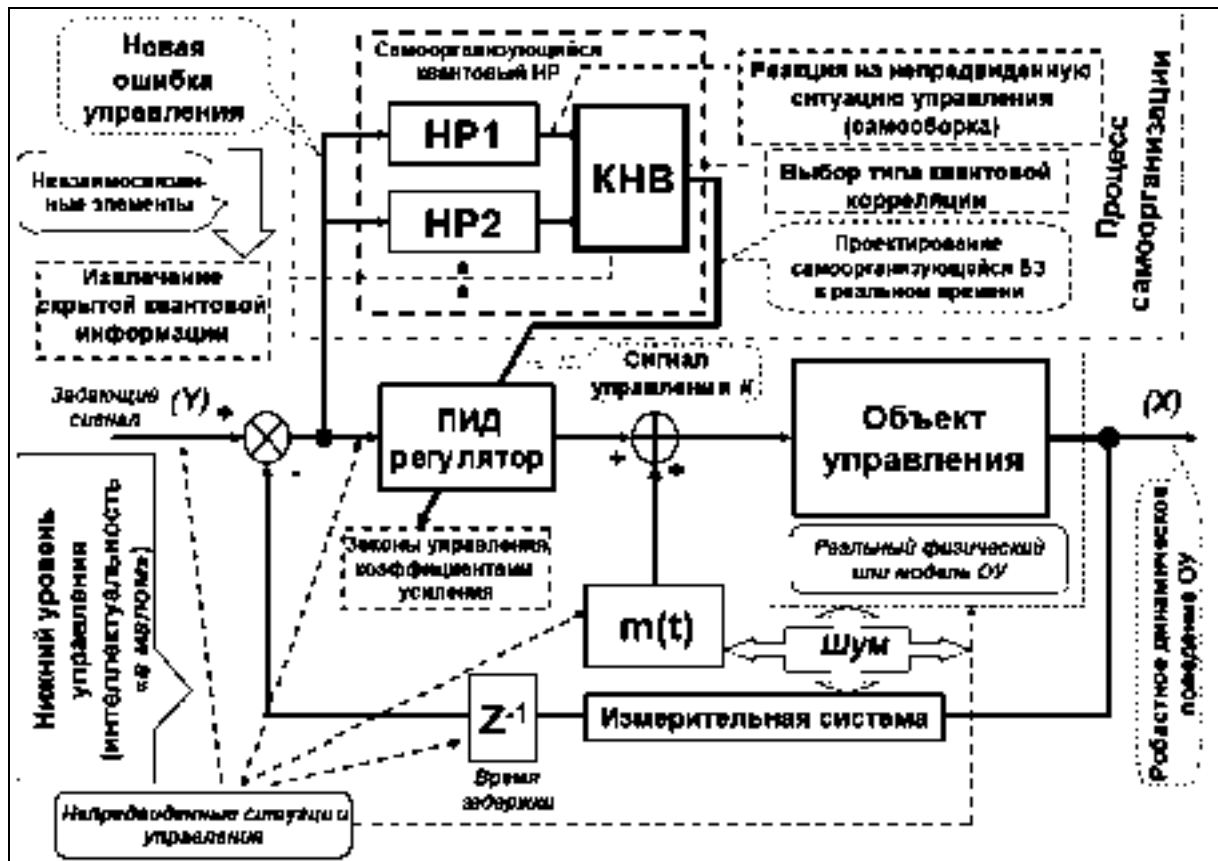 Новая
ошибка
управления
Самоорганизующийся
квантовый НР
НР1
НР2
КНВ
Реакция на непредвиденную
ситуацию управления
(самосборка)
Выбор типа квантовой
корреляции
Проектирование
самоорганизующейся БЗ
в реальном времени
Процесс
самоорганизации
Невзаимосвязан-
ные элементы
Извлечение
скрытой квантовой
информации
Задающий
сигнал
(Y)
+
-
ПИД
регулятор
Сигнал
управления
+
+
Объект
управления
(X)
Законы управления
коэффициентами
усиления
Реальный физический
или модель ОУ
m(t)
Шум
Z-1
Время
задержки
Измерительная система
Нижний уровень
управления
(интеллектуальность
«в малом»)
Непредвиденные ситуации
управления
Робастное динамическое
поведение ОУ